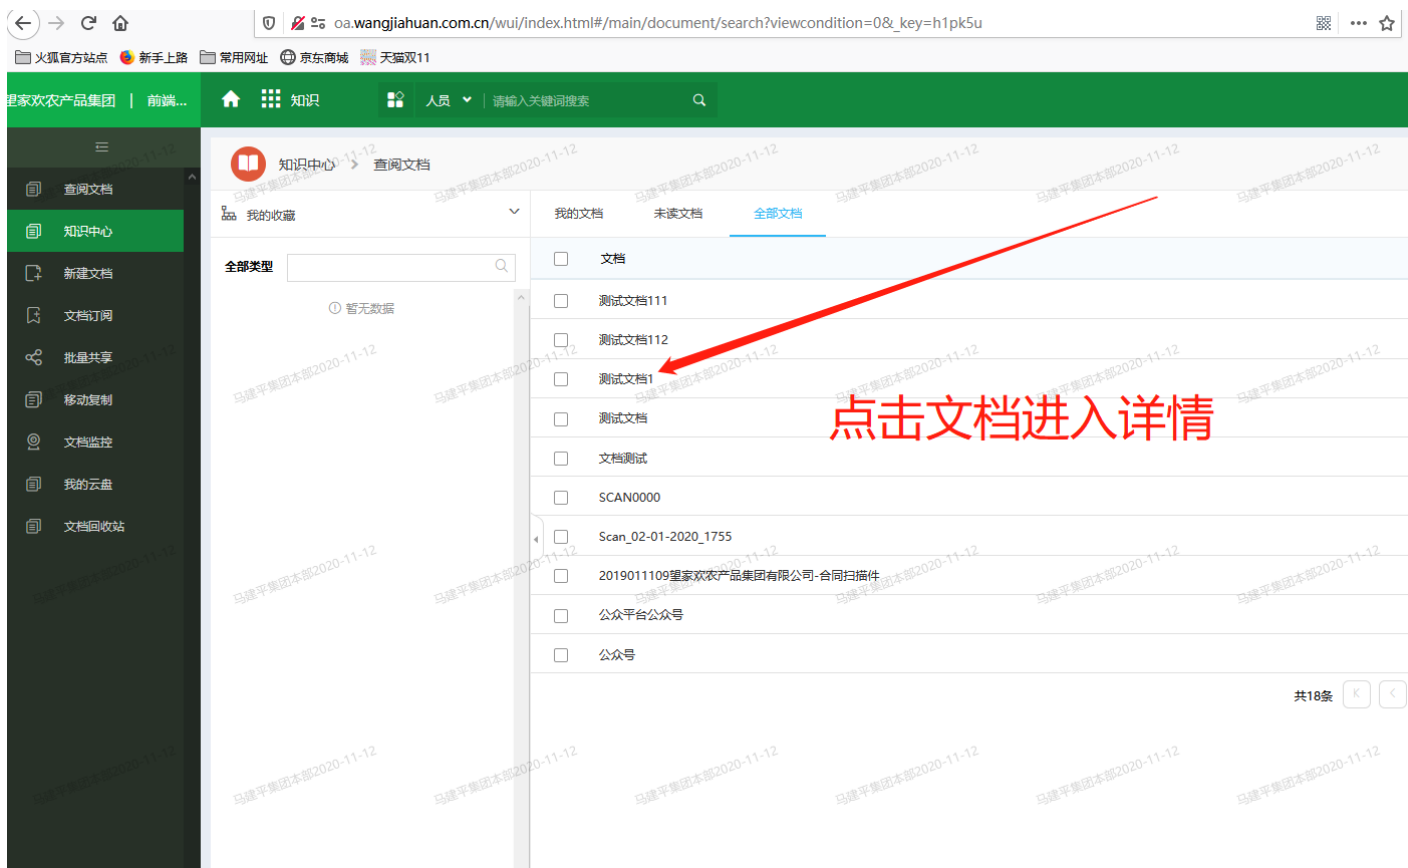 oa.wangjiahuan.com.cn/wui/index.html#/main/document/search?viewcondition=0&_key=h1pk5u
火狐官方站点 新手上路 常用网址 京东商城 天猫双11
望家欢农产品集团 | 前端... 知识 人员 请输入关键词搜索
知识中心 > 查阅文档
查阅文档
知识中心
新建文档
文档订阅
批量共享
移动复制
文档监控
我的云盘
文档回收站
我的收藏
全部类型
暂无数据
我的文档 未读文档 全部文档
文档
测试文档111
测试文档112
测试文档1
测试文档
文档测试
SCAN0000
Scan_02-01-2020_1755
2019011109望家欢农产品集团有限公司-合同扫描件
公众平台公众号
公众号
共18条
点击文档进入详情
马建平集团本部2020-11-12